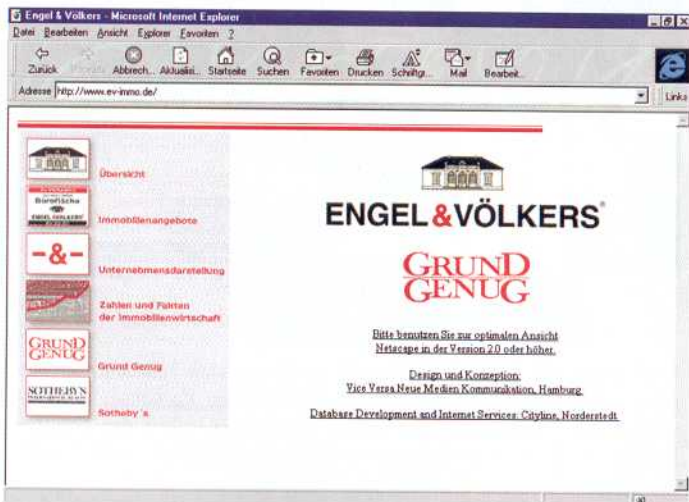 Engel & Völkers - Microsoft Internet Explorer
Datei Bearbeiten Ansicht Explorer Favoriten ?
Zurück Abbrech... Aktualisi... Startseite Suchen Favoriten Drucken Schriftgr... Mail Bearbeit...
Adresse http://www.ev-immo.de/ Links
Übersicht
Bürofläche
ENGEL & VÖLKERS
Immobilienangebote
-&-
Unternehmensdarstellung
Zahlen und Fakten
der Immobilienwirtschaft
GRUND
GENUG
Grund Genug
SOTHEBY'S
Sotheby´s
ENGEL&VÖLKERS®
GRUND
GENUG
Bitte benutzen Sie zur optimalen Ansicht
Netscape in der Version 2.0 oder höher.
Design und Konzeption:
Vice Versa Neue Medien Kommunikation, Hamburg
Database Development and Internet Services: Cityline, Norderstedt